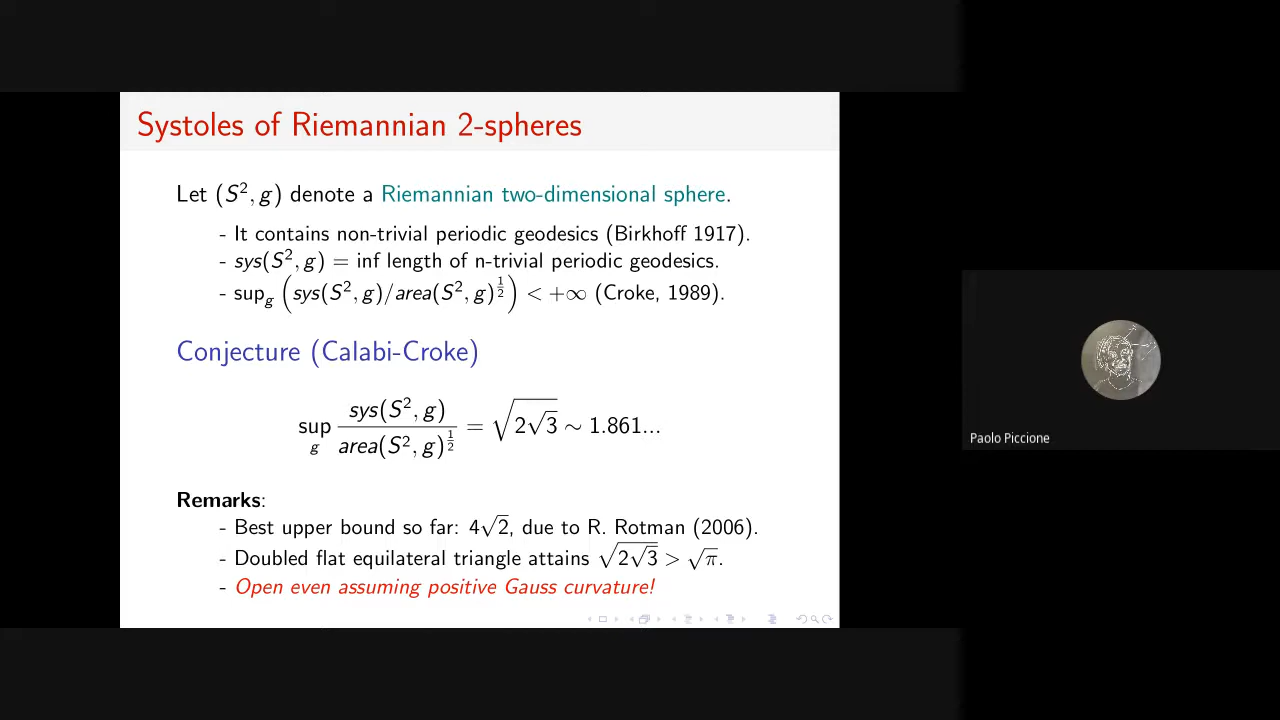 Systoles of Riemannian 2-spheres
Let (S², g) denote a Riemannian two-dimensional sphere.
- It contains non-trivial periodic geodesics (Birkhoff 1917).
- sys(S², g) = inf length of n-trivial periodic geodesics.
- sup_g (sys(S², g)/area(S², g)^{1/2}) < +∞ (Croke, 1989).
Conjecture (Calabi-Croke)
sup_g sys(S², g) / area(S², g)^{1/2} = √(2√3) ∼ 1.861...
Remarks:
- Best upper bound so far: 4√2, due to R. Rotman (2006).
- Doubled flat equilateral triangle attains √(2√3) > √π.
- Open even assuming positive Gauss curvature!
Paolo Piccione